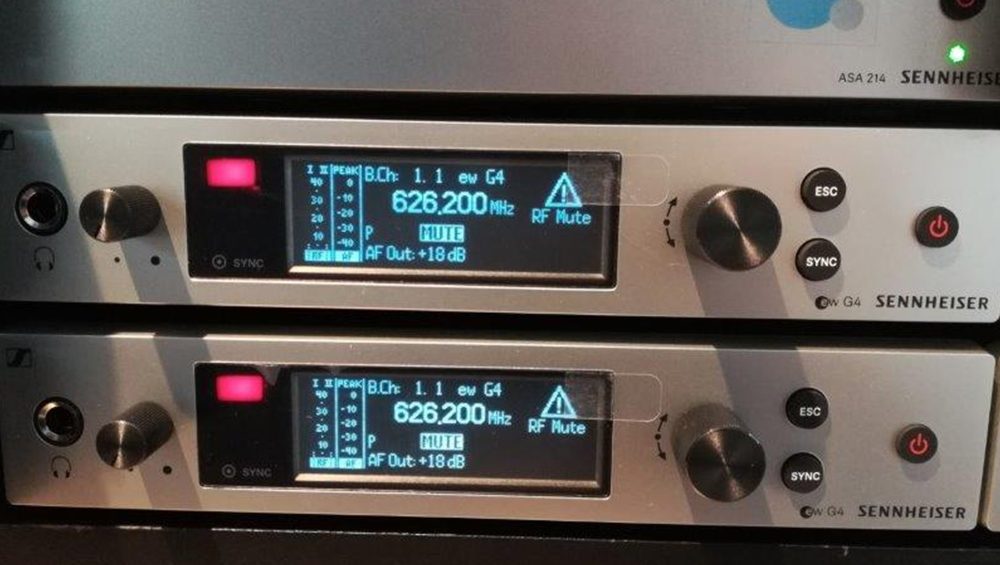 ASA 214 SENNHEISE
I II PEAK B.Ch: 1. 1 ew G4
40 0
30 -10 626,200 MHz
20 -20 RF Mute
10 -30 P MUTE
-40
RF AF AF Out: +18 dB
SYNC
ESC
SYNC
ew G4 SENNHEISER
I II PEAK B.Ch: 1. 1 ew G4
40 0
30 -10 626,200 MHz
20 -20 RF Mute
10 -30 P MUTE
-40
RF AF AF Out: +18 dB
SYNC
ESC
SYNC
ew G4 SENNHEISER